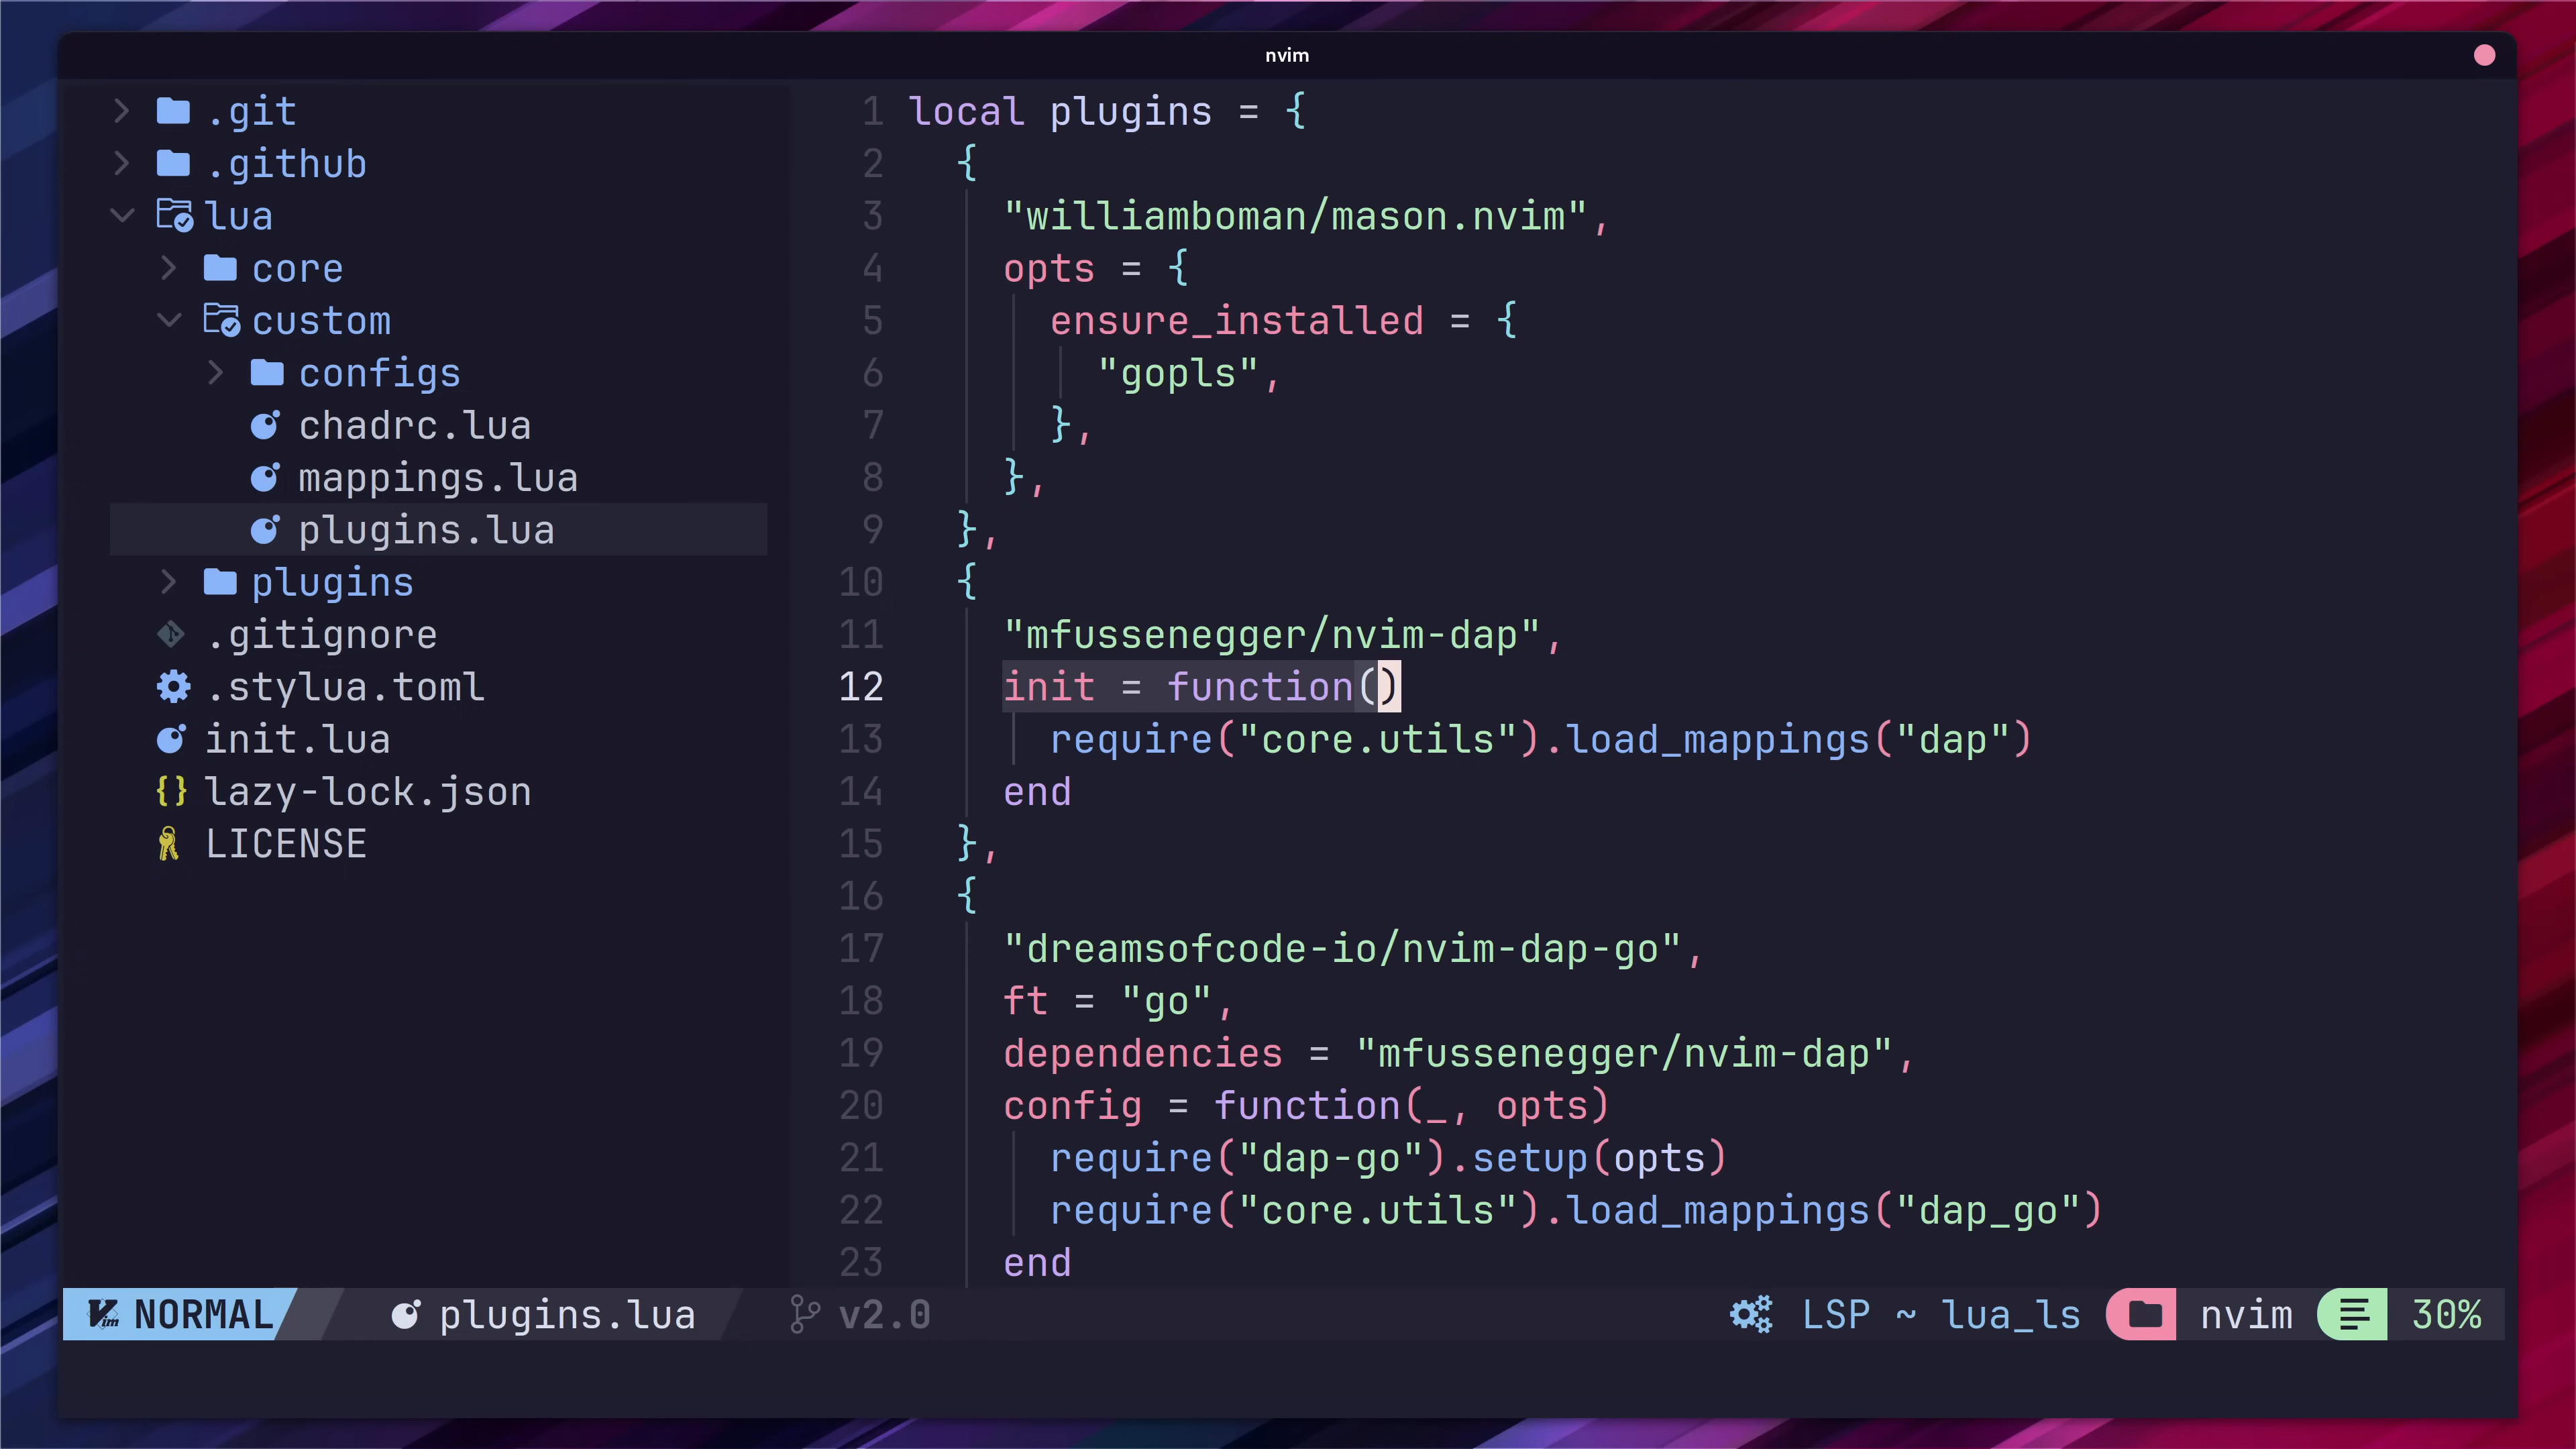 nvim
.git
.github
lua
core
custom
configs
chadrc.lua
mappings.lua
plugins.lua
plugins
.gitignore
.stylua.toml
init.lua
lazy-lock.json
LICENSE
1 local plugins = {
2 {
3 "williamboman/mason.nvim",
4 opts = {
5 ensure_installed = {
6 "gopls",
7 },
8 },
9 },
10 {
11 "mfussenegger/nvim-dap",
12 init = function()
13 require("core.utils").load_mappings("dap")
14 end
15 },
16 {
17 "dreamsofcode-io/nvim-dap-go",
18 ft = "go",
19 dependencies = "mfussenegger/nvim-dap",
20 config = function(_, opts)
21 require("dap-go").setup(opts)
22 require("core.utils").load_mappings("dap_go")
23 end
NORMAL plugins.lua v2.0 LSP ~ lua_ls nvim 30%